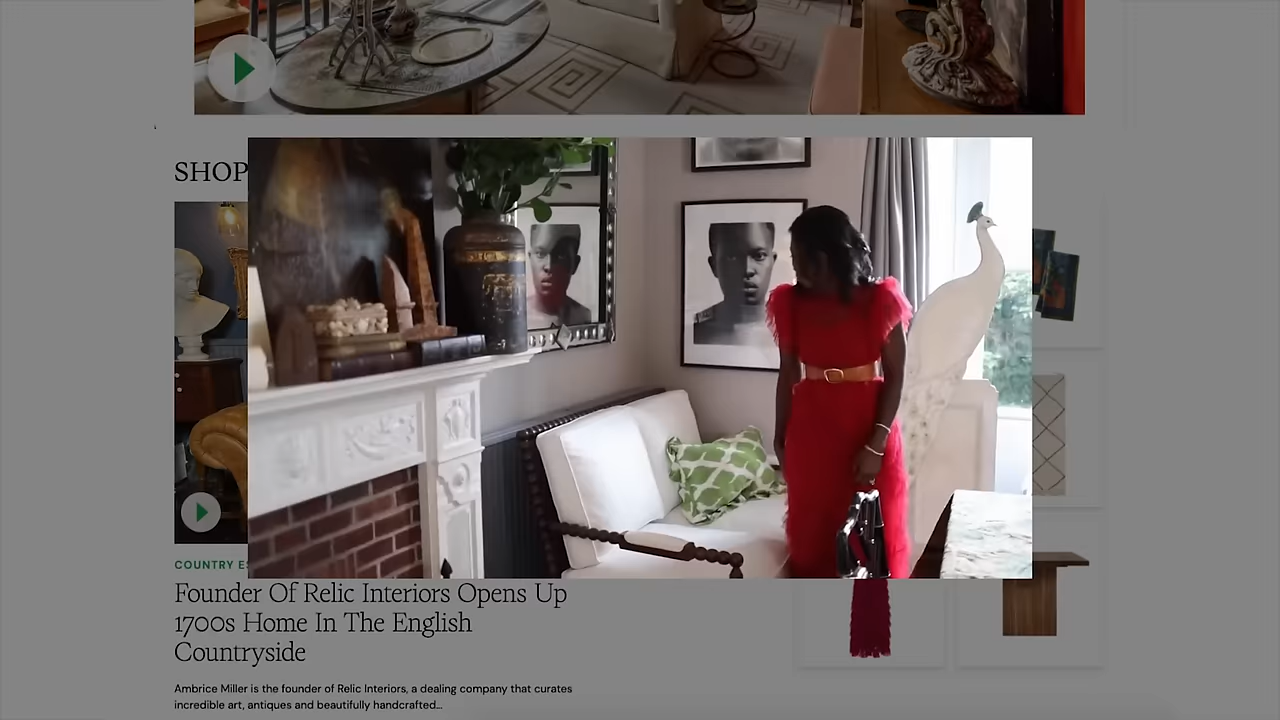 SHOP
COUNTRY ES
Founder Of Relic Interiors Opens Up
1700s Home In The English
Countryside
Ambrice Miller is the founder of Relic Interiors, a dealing company that curates
incredible art, antiques and beautifully handcrafted...